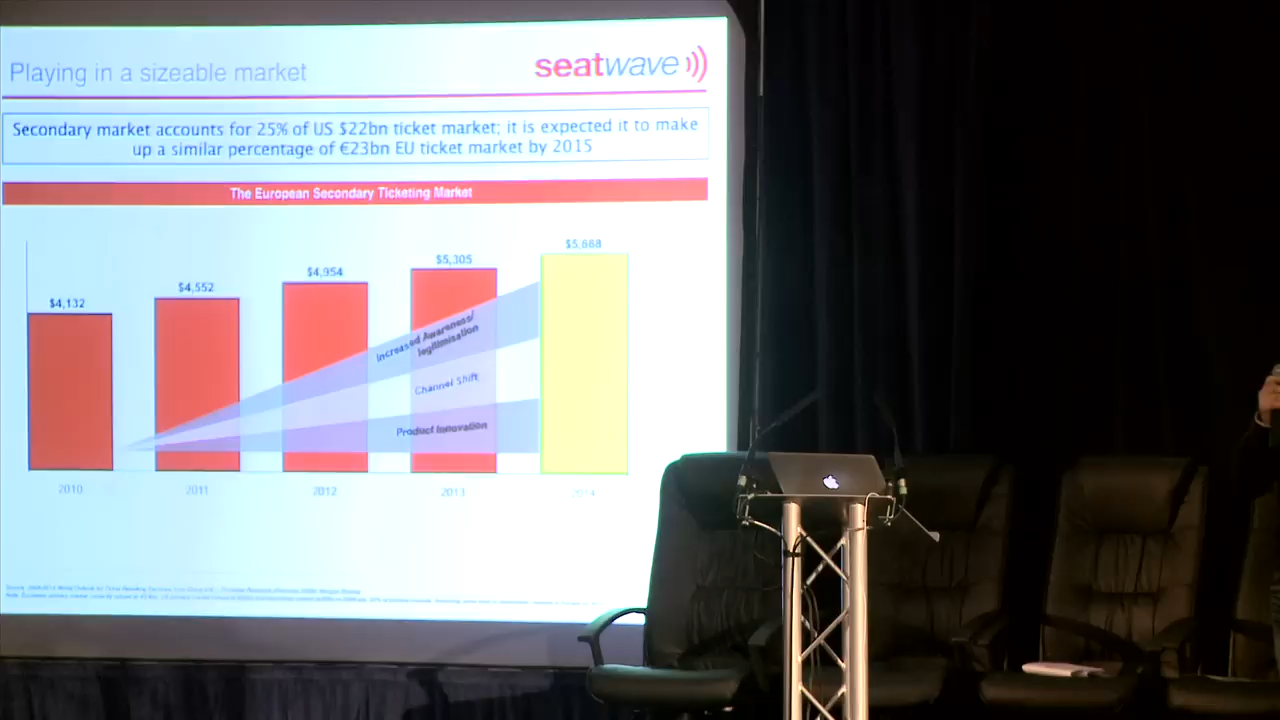 Playing in a sizeable market
seatwave
Secondary market accounts for 25% of US $22bn ticket market; it is expected it to make
up a similar percentage of €23bn EU ticket market by 2015
The European Secondary Ticketing Market
$4,132
$4,552
$4,954
$5,305
$5,668
Increased Awareness/
legitimisation
Channel Shift
Product Innovation
2010
2011
2012
2013
2014